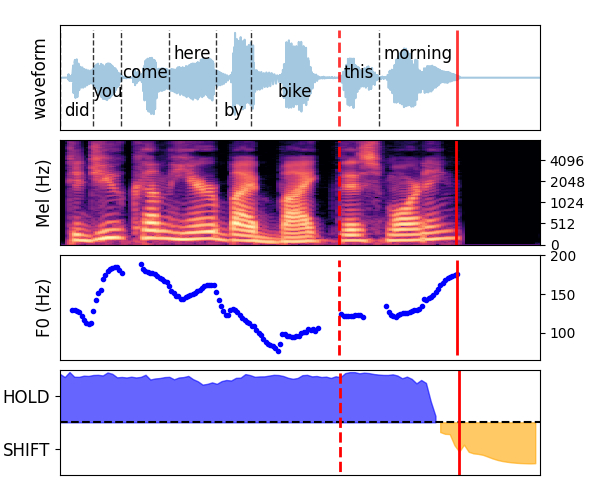 waveform
did you come here by bike this morning
Mel (Hz)
4096
2048
1024
512
0
F0 (Hz)
200
150
100
HOLD
SHIFT